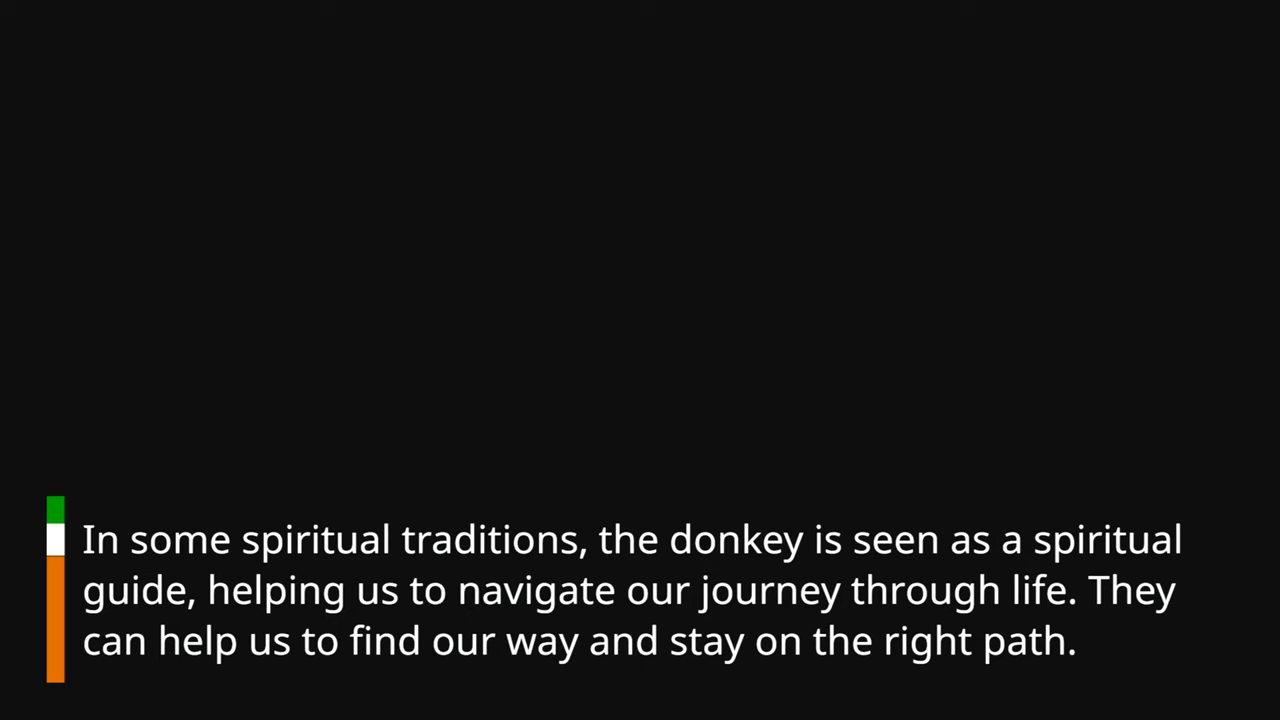 In some spiritual traditions, the donkey is seen as a spiritual
guide, helping us to navigate our journey through life. They
can help us to find our way and stay on the right path.